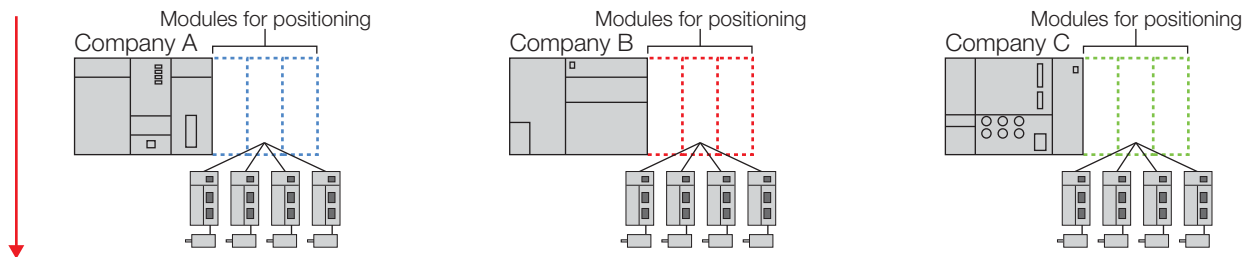 Modules for positioning
Company A
Modules for positioning
Company B
Modules for positioning
Company C